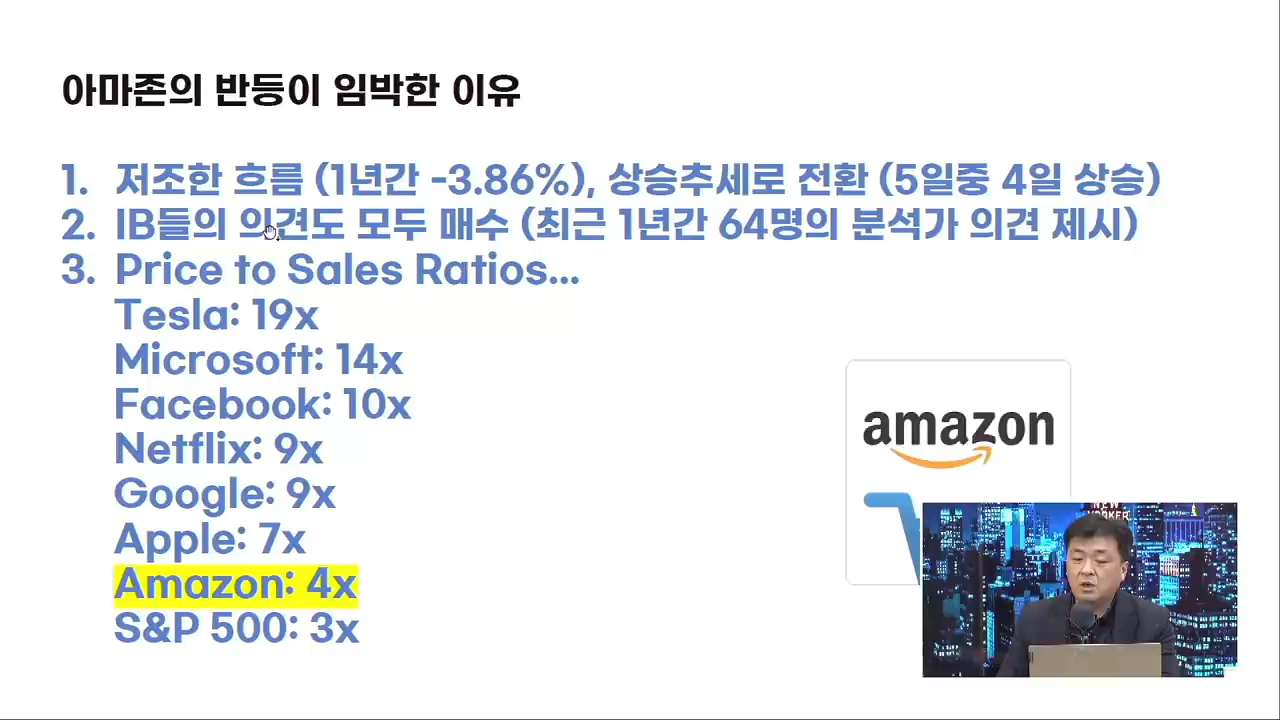 아마존의 반등이 임박한 이유
1. 저조한 흐름 (1년간 -3.86%), 상승추세로 전환 (5일중 4일 상승)
2. IB들의 의견도 모두 매수 (최근 1년간 64명의 분석가 의견 제시)
3. Price to Sales Ratios...
Tesla: 19x
Microsoft: 14x
Facebook: 10x
Netflix: 9x
Google: 9x
Apple: 7x
Amazon: 4x
S&P 500: 3x
amazon
NEW
YORKER